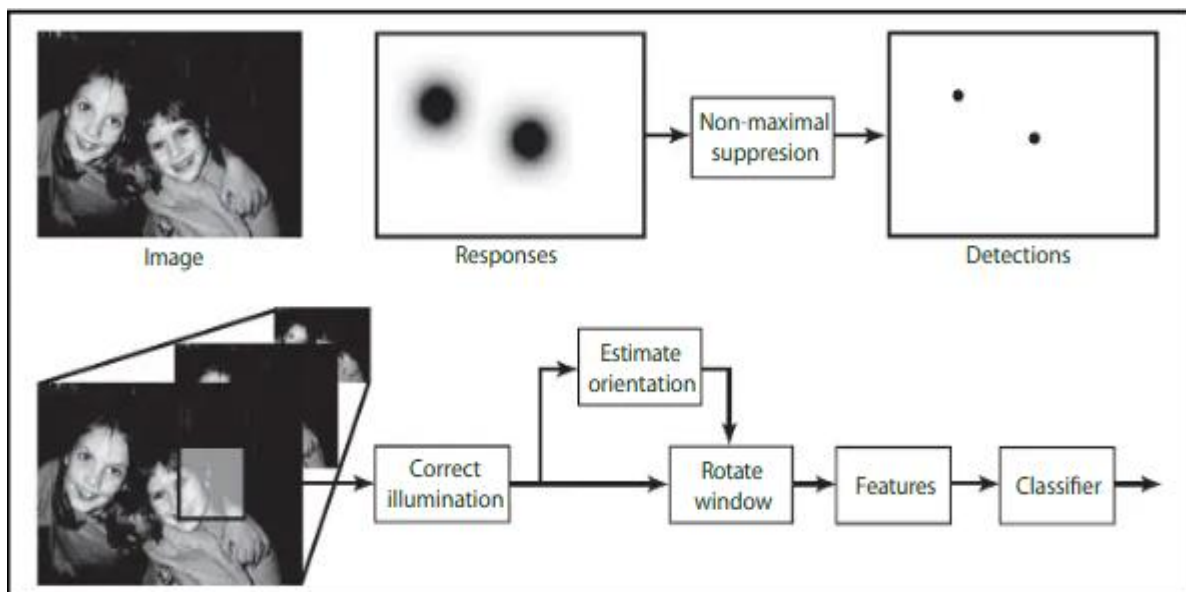 Non-maximal
suppresion
Image
Responses
Detections
Estimate
orientation
Correct
illumination
Rotate
window
Features
Classifier